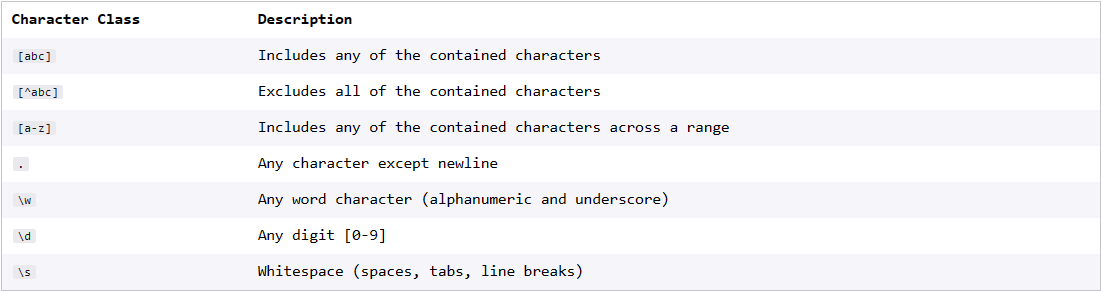 Character Class Description
[abc] Includes any of the contained characters
[^abc] Excludes all of the contained characters
[a-z] Includes any of the contained characters across a range
. Any character except newline
\w Any word character (alphanumeric and underscore)
\d Any digit [0-9]
\s Whitespace (spaces, tabs, line breaks)